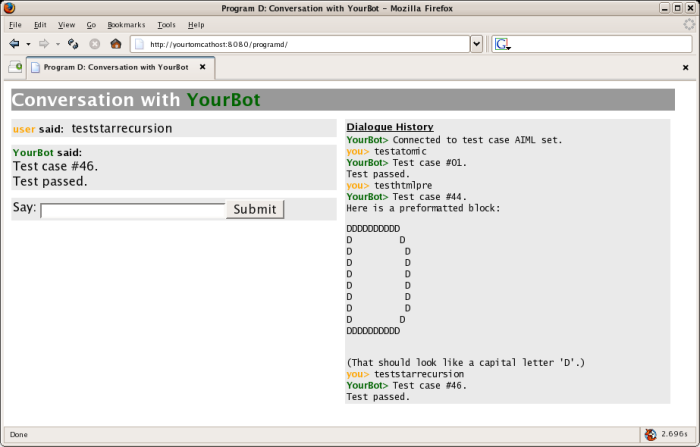 Program D: Conversation with YourBot - Mozilla Firefox
File Edit View Go Bookmarks Tools Help
http://yourtomcathost:8080/programd/
G
Program D: Conversation with YourBot
Conversation with YourBot
user said: teststarrecursion
YourBot said:
Test case #46.
Test passed.
Say: Submit
Dialogue History
YourBot> Connected to test case AIML set.
you> testatomic
YourBot> Test case #01.
Test passed.
you> testhtmlpre
YourBot> Test case #44.
Here is a preformatted block:
DDDDDDDDDD
D         D
D          D
D          D
D          D
D          D
D          D
D          D
D         D
DDDDDDDDDD
(That should look like a capital letter 'D'.)
you> teststarrecursion
YourBot> Test case #46.
Test passed.
Done 2.696s